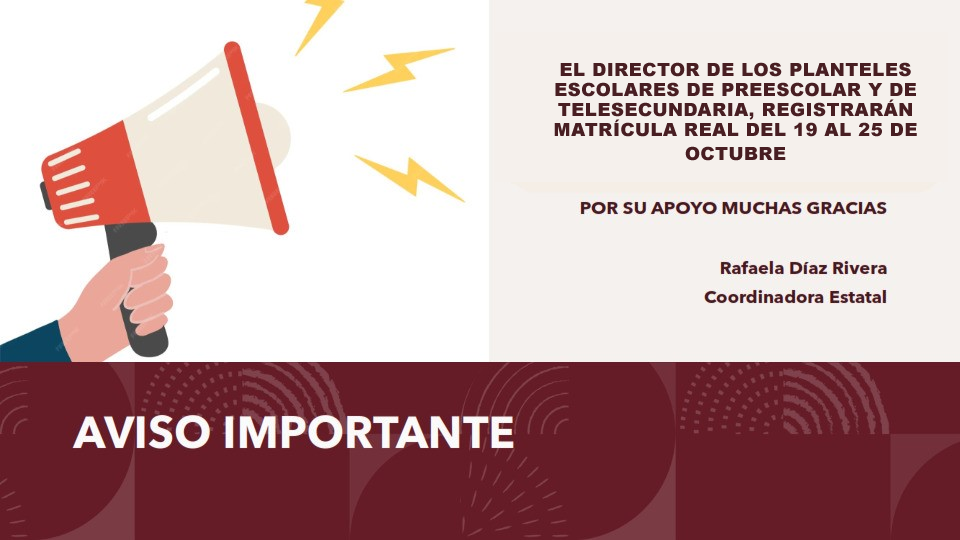 EL DIRECTOR DE LOS PLANTELES
ESCOLARES DE PREESCOLAR Y DE
TELESECUNDARIA, REGISTRARÁN
MATRÍCULA REAL DEL 19 AL 25 DE
OCTUBRE
POR SU APOYO MUCHAS GRACIAS
Rafaela Díaz Rivera
Coordinadora Estatal
AVISO IMPORTANTE